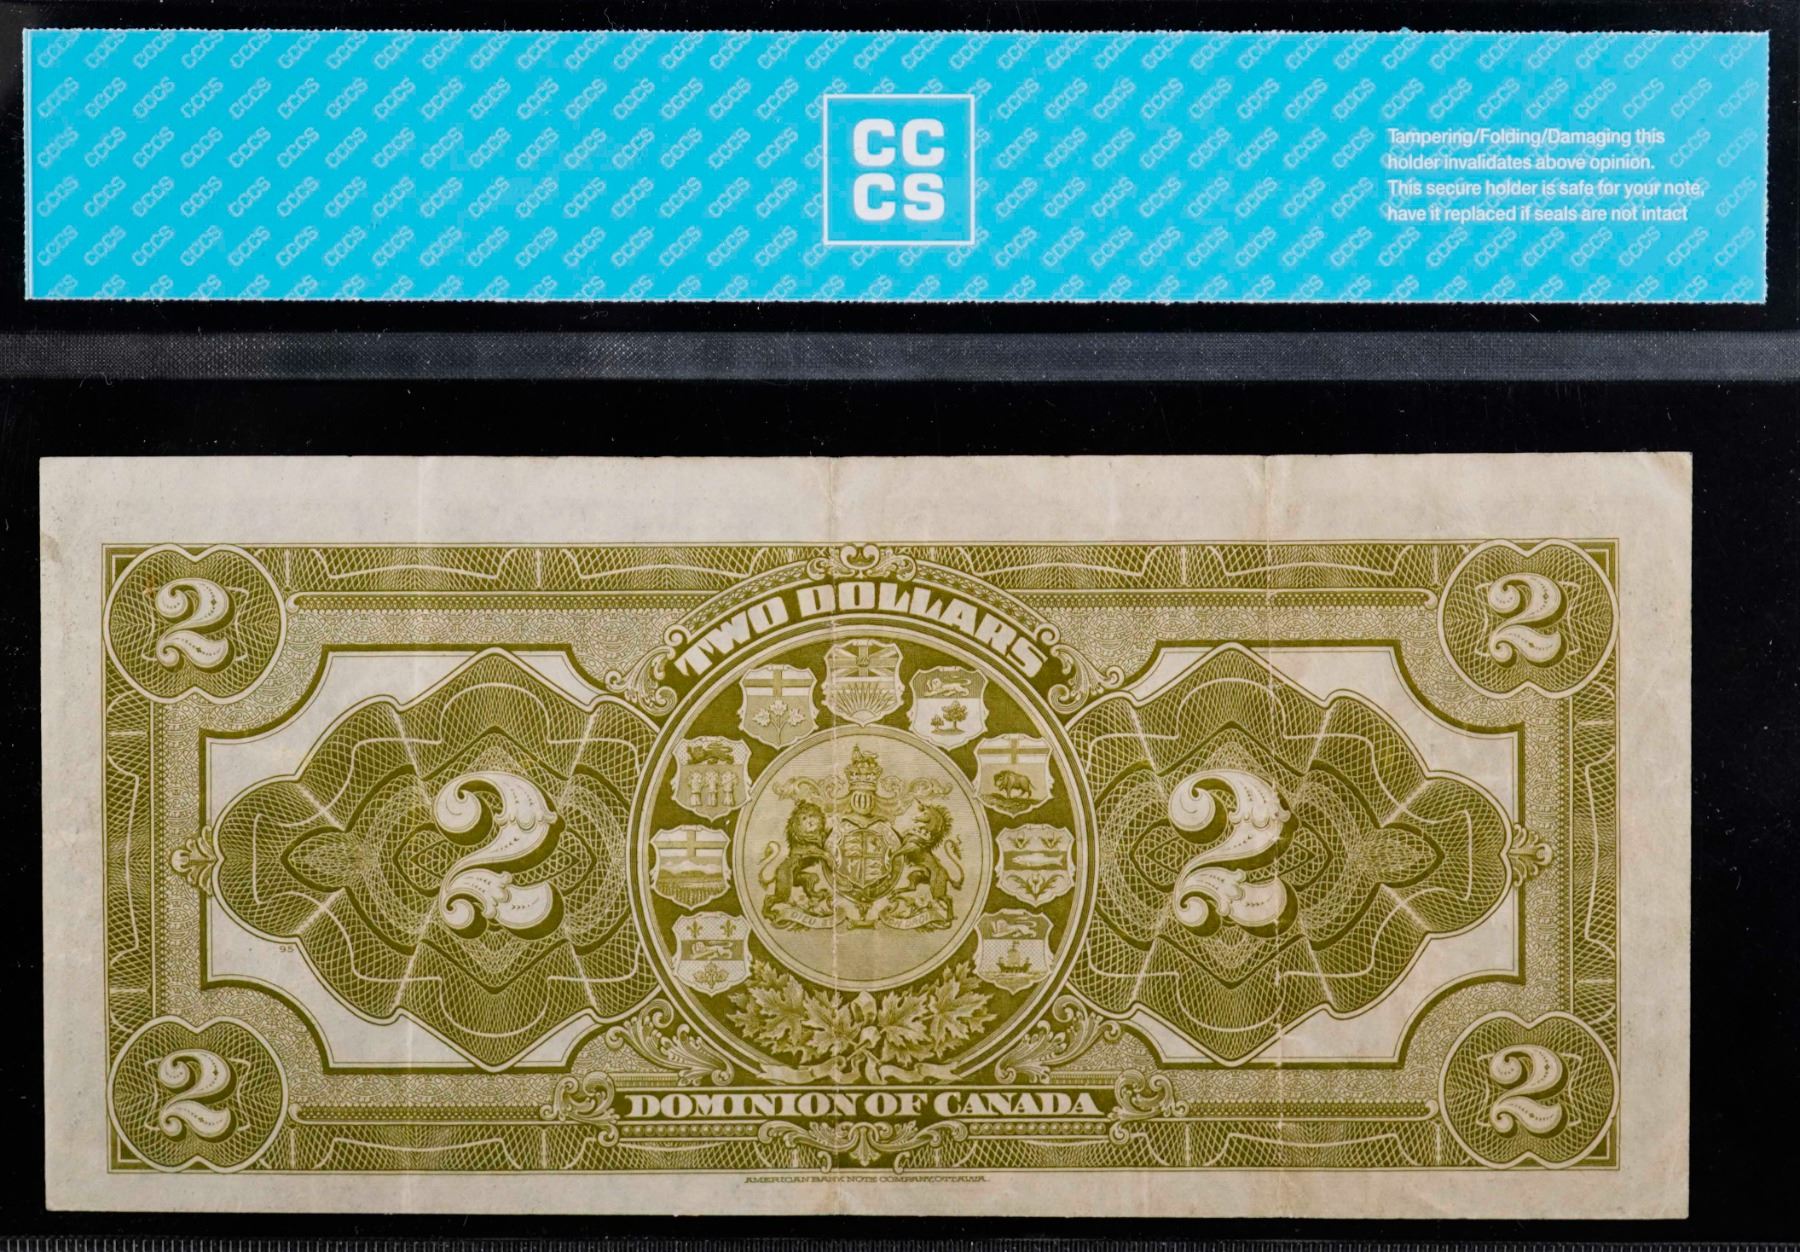 CC
CS
Tampering/Folding/Damaging this
holder invalidates above opinion.
This secure holder is safe for your note,
have it replaced if seals are not intact
2
2
TWO DOLLARS
2
2
95
2
2
DOMINION OF CANADA
AMERICAN BANK NOTE COMPANY, OTTAWA.